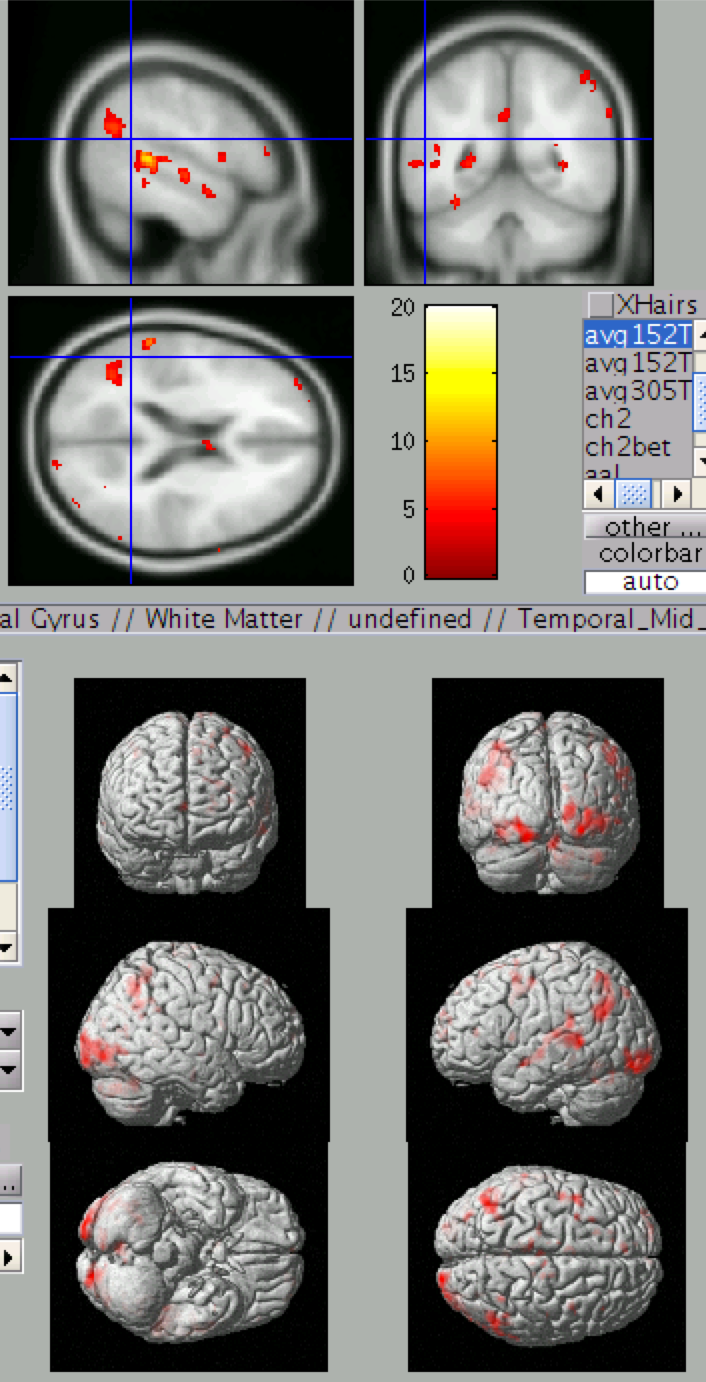 XHairs
avg152T
avg152T
avg305T
ch2
ch2bet
aal
other ...
colorbar
auto
20
15
10
5
0
al Gyrus // White Matter // undefined // Temporal_Mid_
..